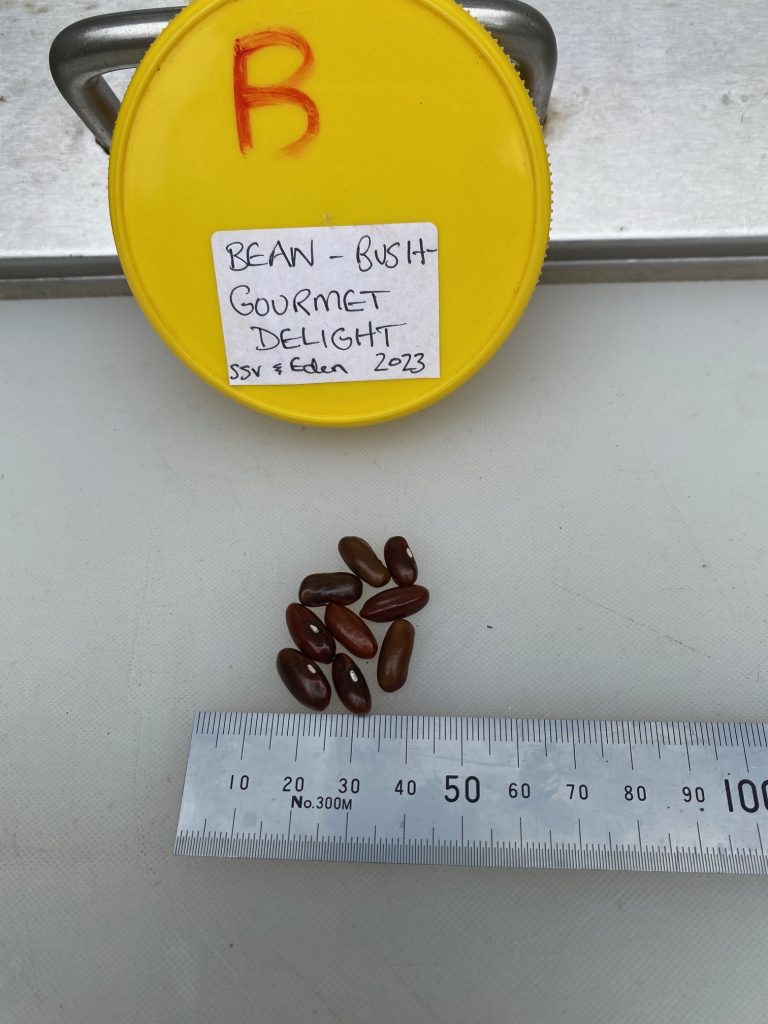 B
BEAN - BUSH
GOURMET
DELIGHT
SSV & Eden 2023
10 20 30 40 50 60 70 80 90 100
No.300M